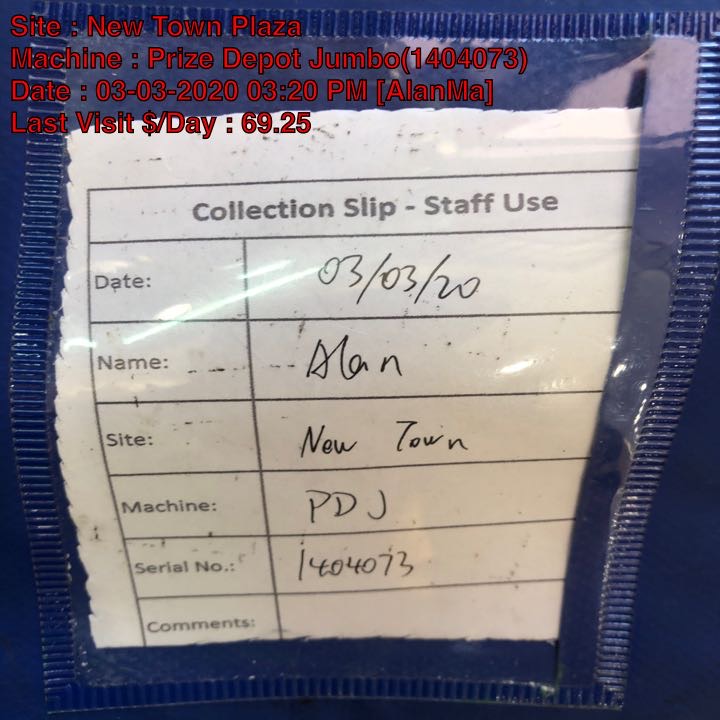 Site : New Town Plaza
Machine : Prize Depot Jumbo(1404073)
Date : 03-03-2020 03:20 PM [AlanMa]
Last Visit $/Day : 69.25
Collection Slip - Staff Use
Date: 03/03/20
Name: Alan
Site: New Town
Machine: PDJ
Serial No.: 1404073
Comments: